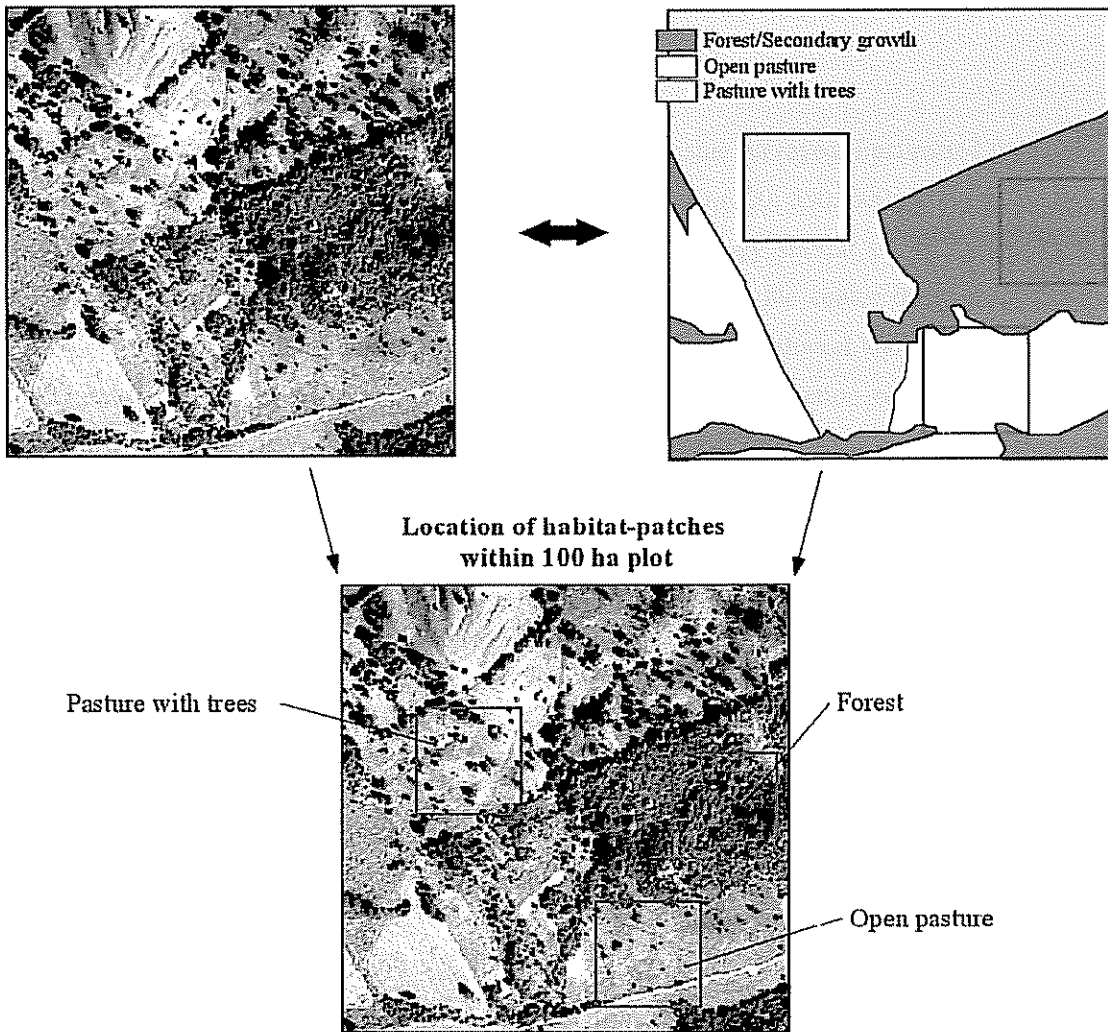 Forest/Secondary growth
Open pasture
Pasture with trees
Location of habitat-patches
within 100 ha plot
Pasture with trees
Forest
Open pasture